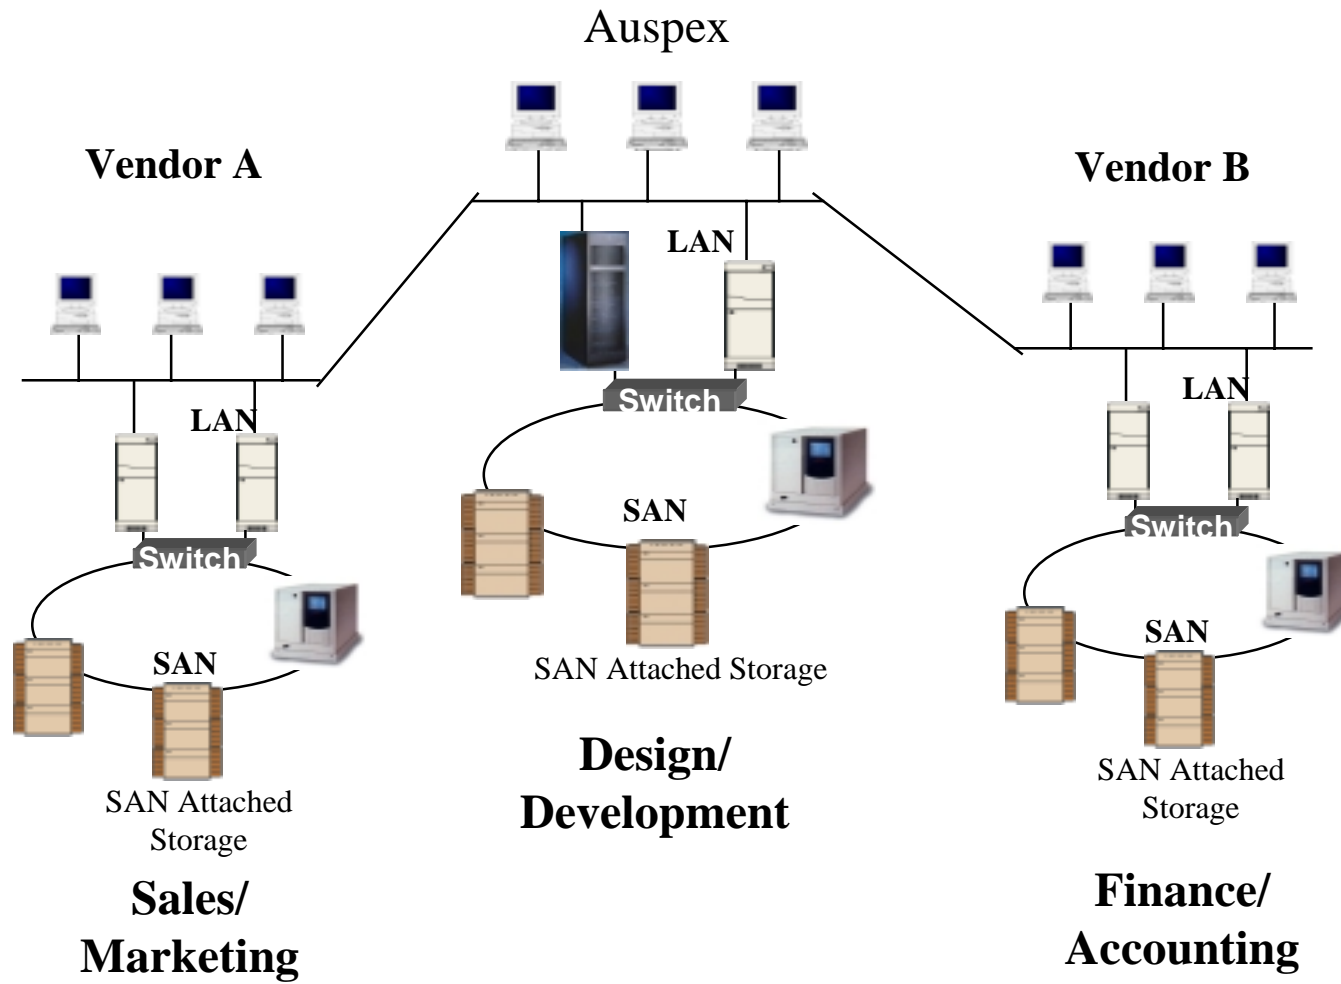 Auspex
Vendor A
Vendor B
LAN
LAN
LAN
Switch
Switch
Switch
SAN
SAN
SAN
SAN Attached Storage
SAN Attached
Storage
SAN Attached
Storage
Design/
Development
Sales/
Marketing
Finance/
Accounting